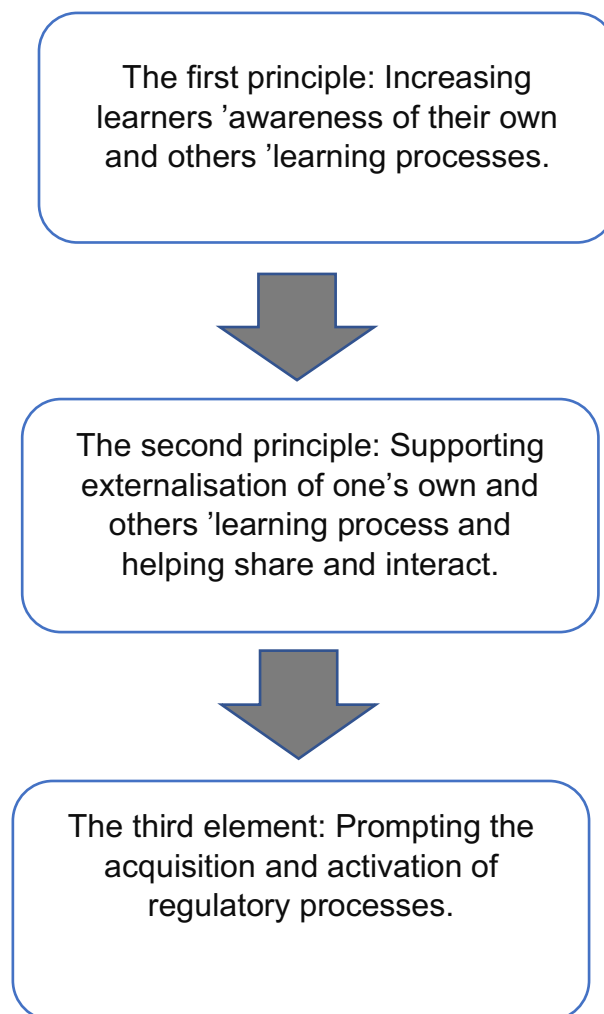 The first principle: Increasing
learners ’awareness of their own
and others ’learning processes.
The second principle: Supporting
externalisation of one’s own and
others ’learning process and
helping share and interact.
The third element: Prompting the
acquisition and activation of
regulatory processes.